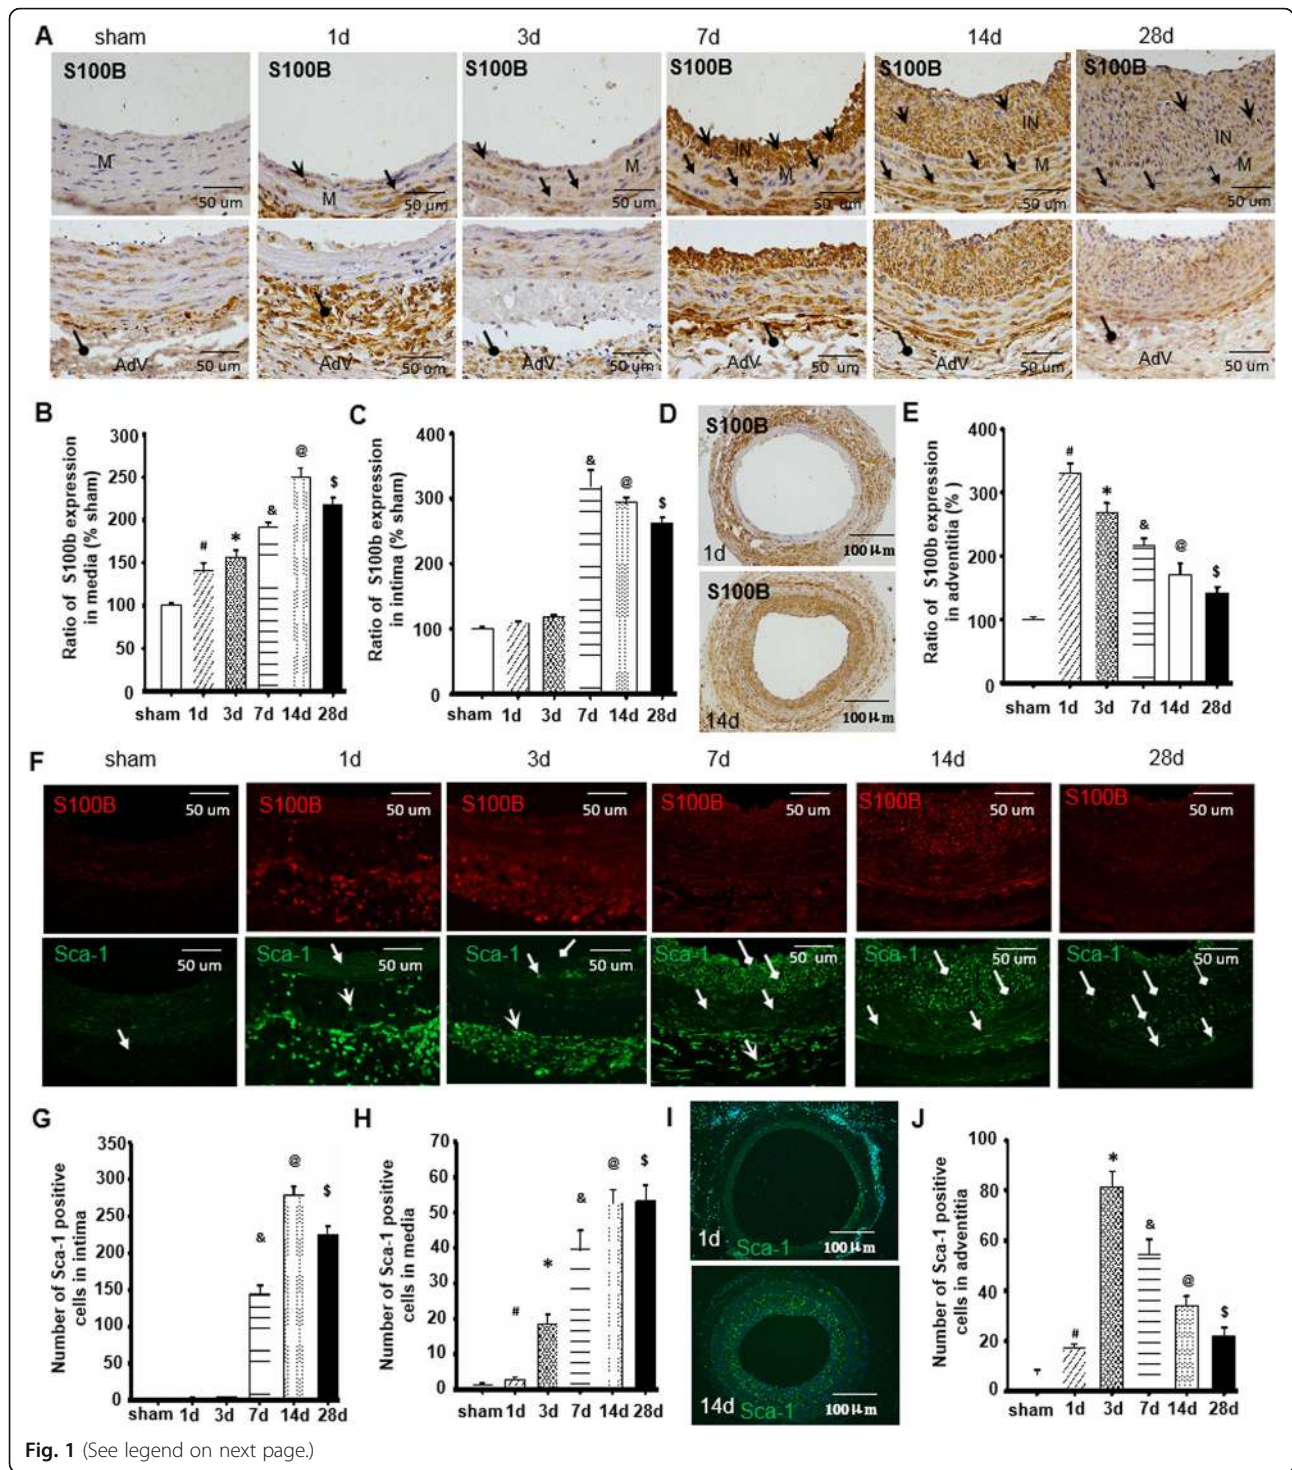 A sham 1d 3d 7d 14d 28d
S100B S100B S100B S100B S100B S100B
M M M IN M IN M IN M
50 um 50 um 50 um 50 um 50 um 50 um
AdV AdV AdV AdV AdV AdV
50 um 50 um 50 um 50 um 50 um 50 um
B
Ratio of S100b expression
in media (% sham)
300
250
200
150
100
50
0
# * & @ $
sham 1d 3d 7d 14d 28d
C
Ratio of S100b expression
in intima (% sham)
400
300
200
100
0
& @ $
sham 1d 3d 7d 14d 28d
D
S100B
1d
100μm
S100B
14d
100μm
E
Ratio of S100b expression
in adventitia (% )
400
300
200
100
0
# * & @ $
sham 1d 3d 7d 14d 28d
F sham 1d 3d 7d 14d 28d
S100B S100B S100B S100B S100B S100B
50 um 50 um 50 um 50 um 50 um 50 um
Sca-1 Sca-1 Sca-1 Sca-1 Sca-1 Sca-1
50 um 50 um 50 um 50 um 50 um 50 um
G
Number of Sca-1 positive
cells in intima
350
300
250
200
150
100
50
0
& @ $
sham 1d 3d 7d 14d 28d
H
Number of Sca-1 positive
cells in media
70
60
50
40
30
20
10
0
# * & @ $
sham 1d 3d 7d 14d 28d
I
1d
Sca-1
100μm
14d
Sca-1
100μm
J
Number of Sca-1 positive
cells in adventitia
100
80
60
40
20
0
# * & @ $
sham 1d 3d 7d 14d 28d
Fig. 1 (See legend on next page.)